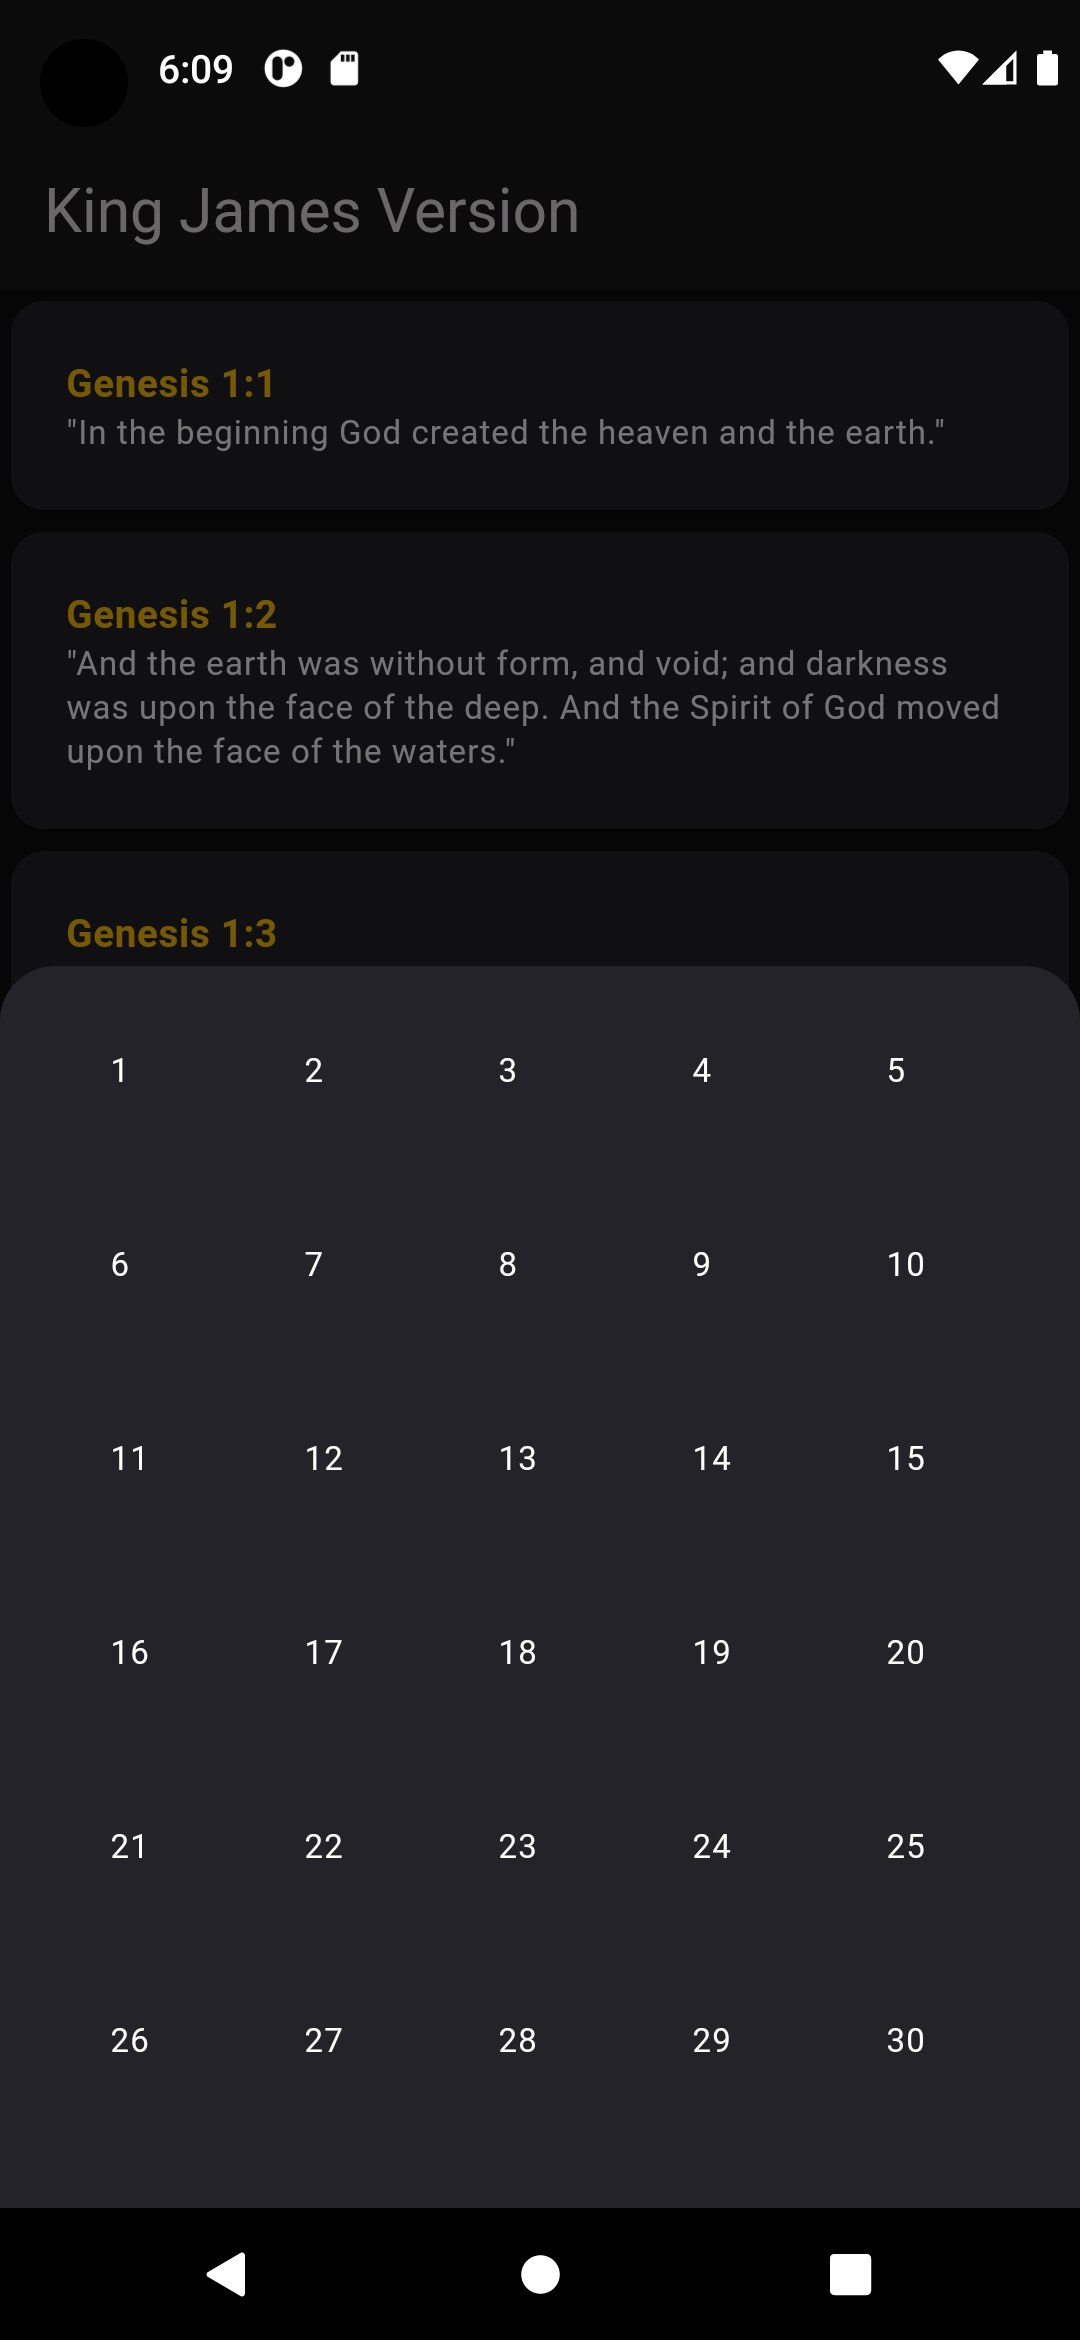 6:09
King James Version
Genesis 1:1
"In the beginning God created the heaven and the earth."
Genesis 1:2
"And the earth was without form, and void; and darkness
was upon the face of the deep. And the Spirit of God moved
upon the face of the waters."
Genesis 1:3
1 2 3 4 5
6 7 8 9 10
11 12 13 14 15
16 17 18 19 20
21 22 23 24 25
26 27 28 29 30